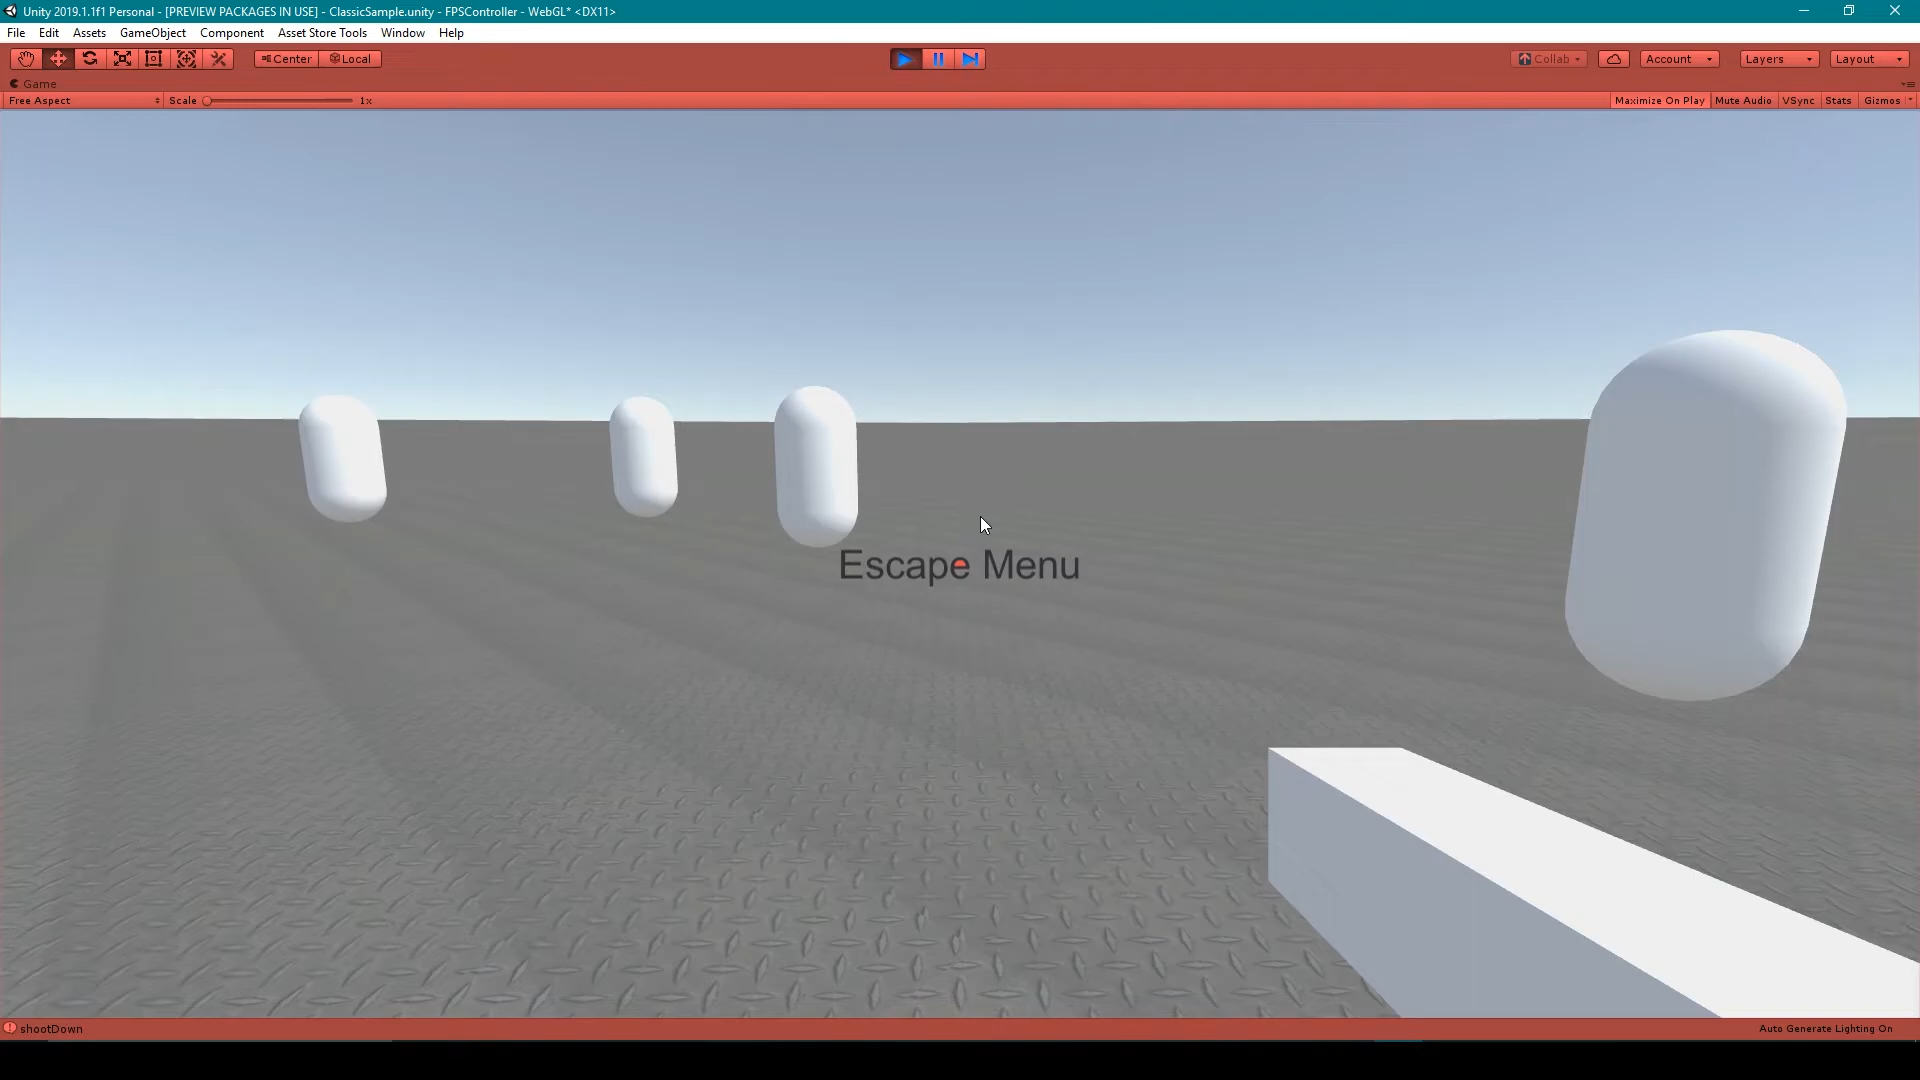 Unity 2019.1.1f1 Personal - [PREVIEW PACKAGES IN USE] - ClassicSample.unity - FPSController - WebGL* <DX11>
File Edit Assets GameObject Component Asset Store Tools Window Help
Center Local Collab Account Layers Layout
Game
Free Aspect Scale 1x Maximize On Play Mute Audio VSync Stats Gizmos
Escape Menu
shootDown Auto Generate Lighting On